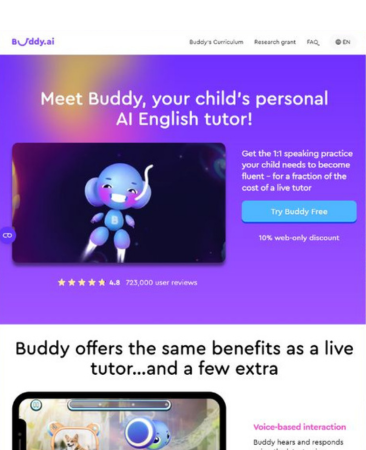 Buddy.ai
Buddy's Curriculum Research grant FAQ EN
Meet Buddy, your child's personal
AI English tutor!
B
Get the 1:1 speaking practice
your child needs to become
fluent - for a fraction of the
cost of a live tutor
Try Buddy Free
10% web-only discount
4.8 723,000 user reviews
Buddy offers the same benefits as a live
tutor...and a few extra
Voice-based interaction
Buddy hears and responds